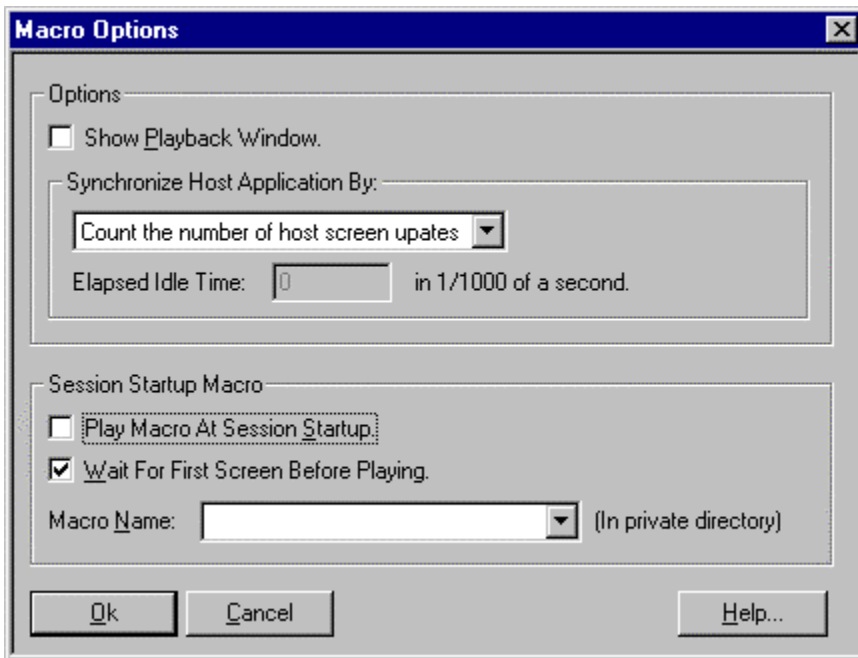 Macro Options
Options
Show Playback Window.
Synchronize Host Application By:
Count the number of host screen upates
Elapsed Idle Time: 0 in 1/1000 of a second.
Session Startup Macro
Play Macro At Session Startup.
Wait For First Screen Before Playing.
Macro Name: (In private directory)
Ok Cancel Help...